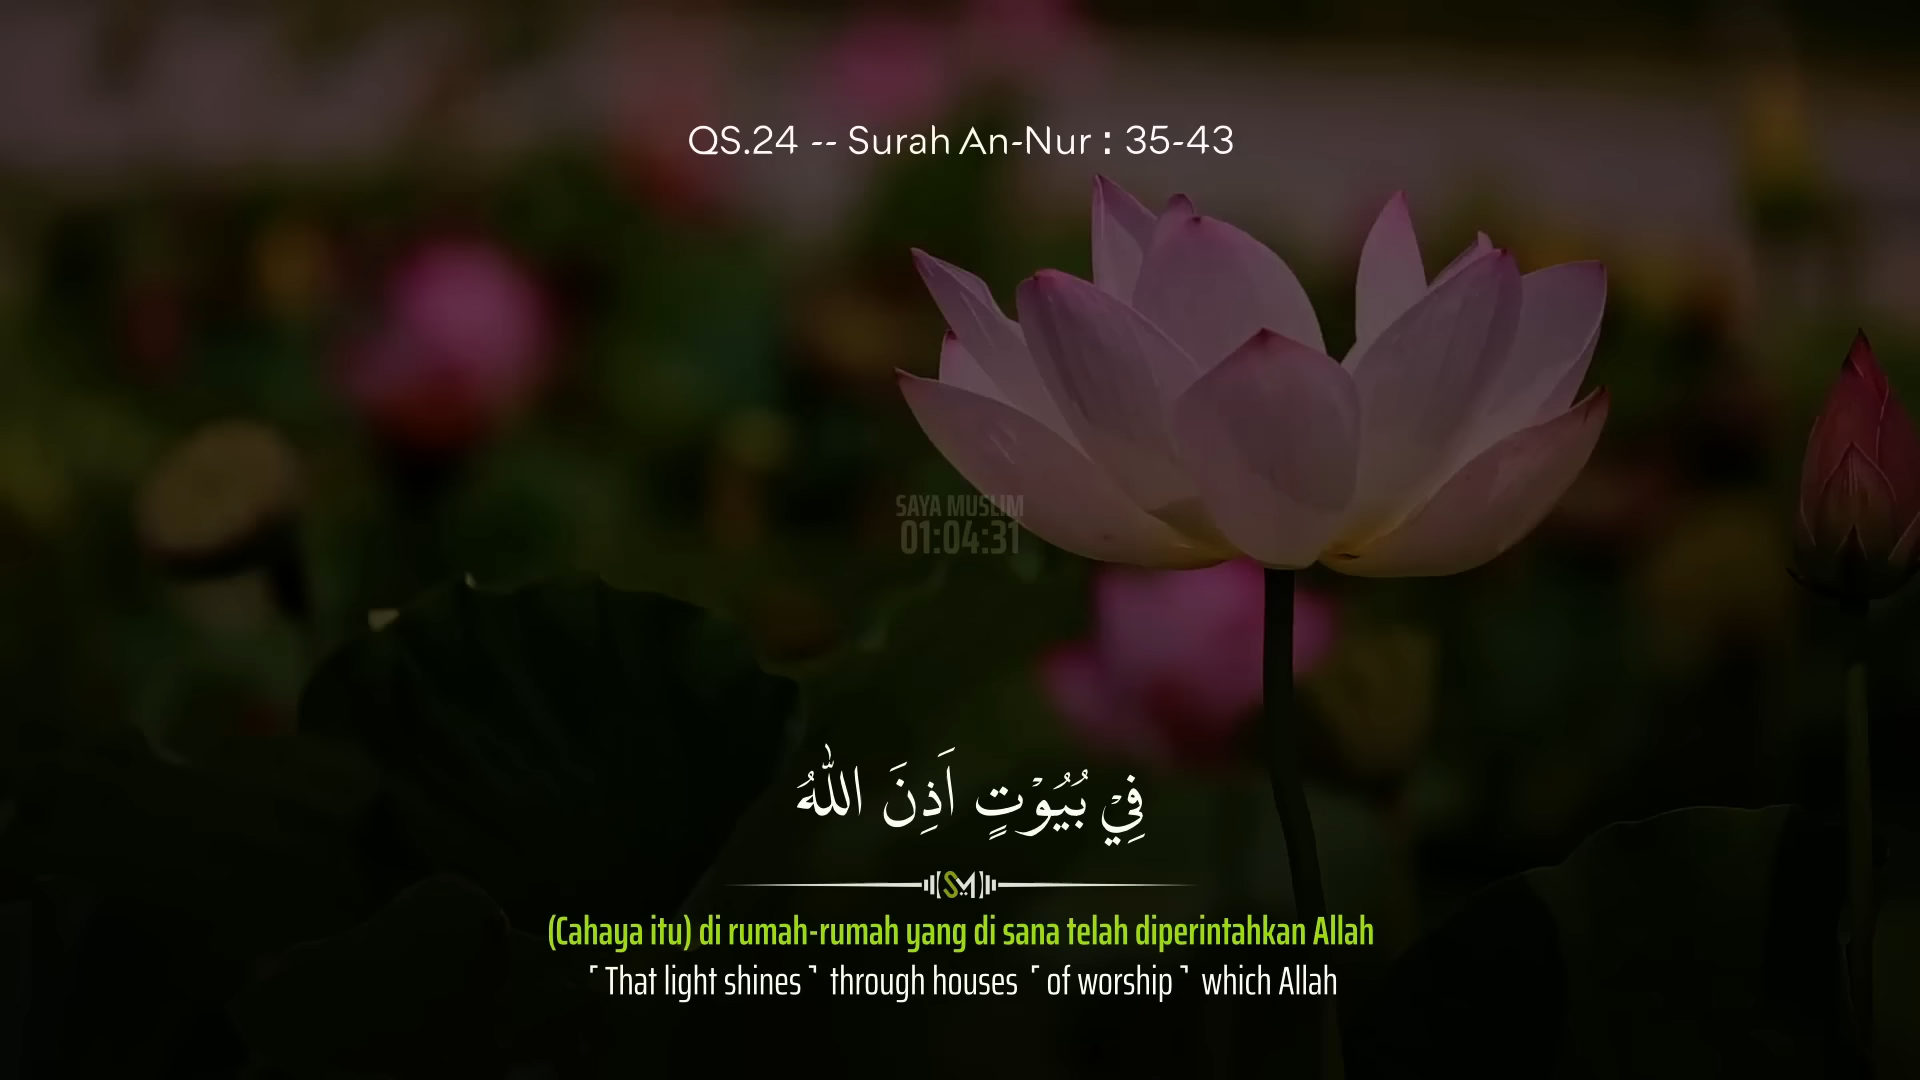 QS.24 -- Surah An-Nur : 35-43
SAYA MUSLIM
01:04:31
فِيْ بُيُوْتٍ اَذِنَ اللّٰهُ
SM
(Cahaya itu) di rumah-rumah yang di sana telah diperintahkan Allah
⌜That light shines⌝ through houses ⌜of worship⌝ which Allah